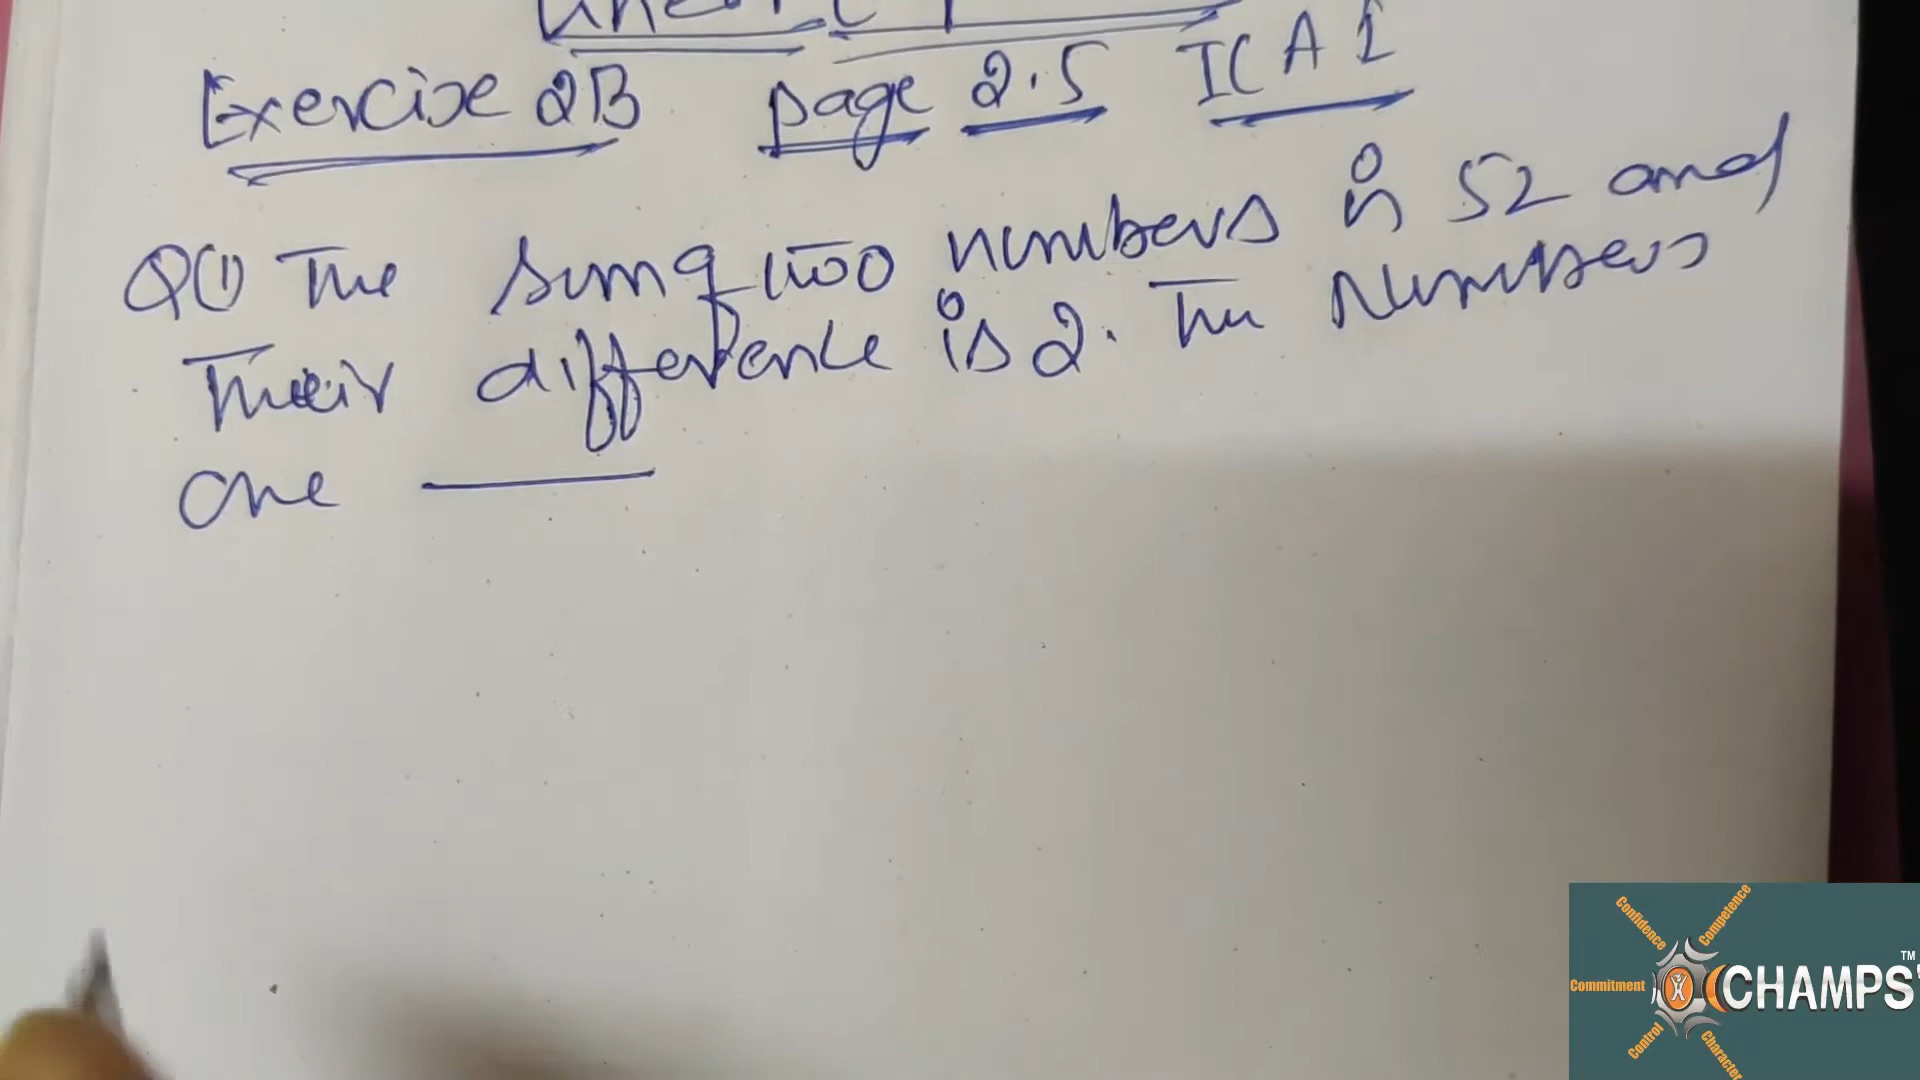 Exercise 2B page 2.5 ICAI
Q(1) The sum of two numbers is 52 and
Their difference is 2. The Numbers
are
Confidence
Competence
Commitment
CHAMPS
TM
Control
Character